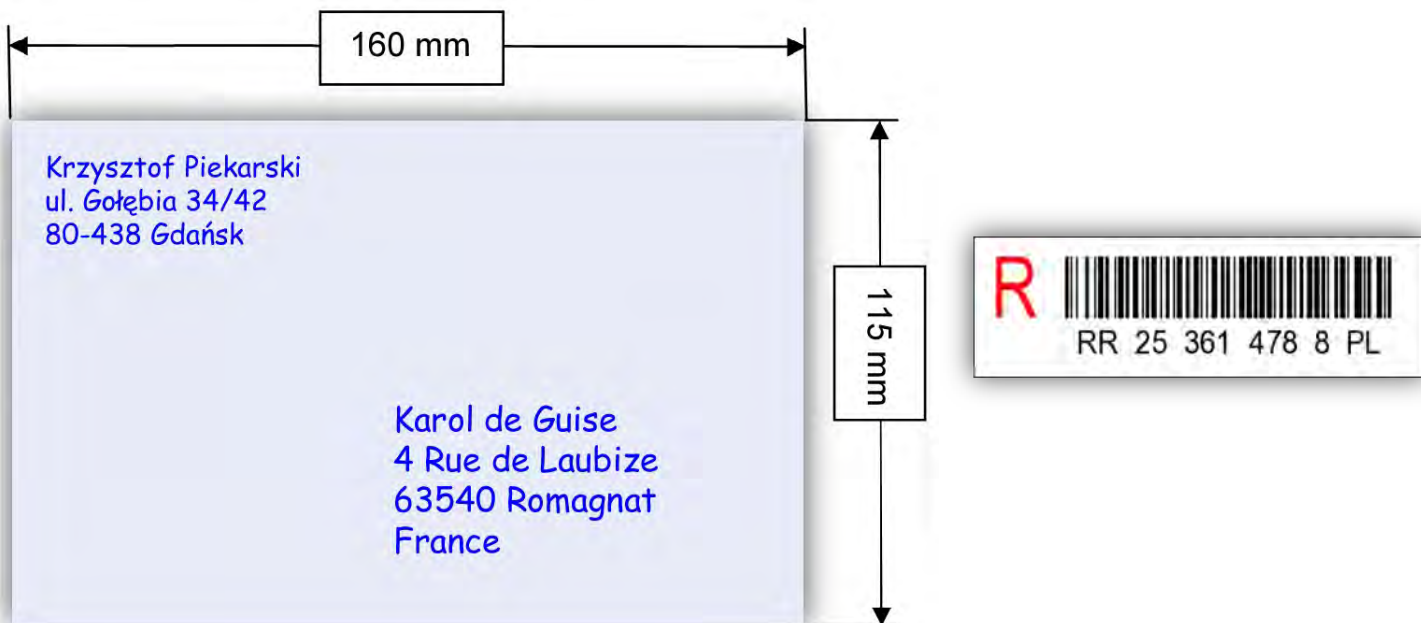 160 mm
Krzysztof Piekarski
ul. Gołębia 34/42
80-438 Gdańsk
115 mm
R
RR 25 361 478 8 PL
Karol de Guise
4 Rue de Laubize
63540 Romagnat
France